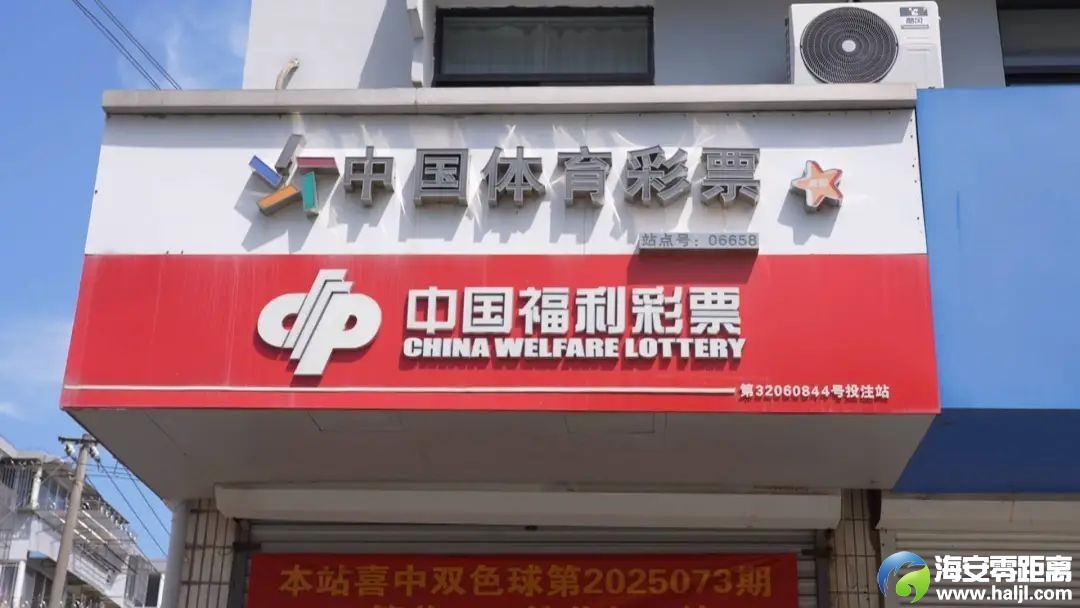 中国体育彩票
站点号：06658
中国福利彩票
CHINA WELFARE LOTTERY
第32060844号投注站
本站喜中双色球第2025073期
海安零距离
www.haijl.com